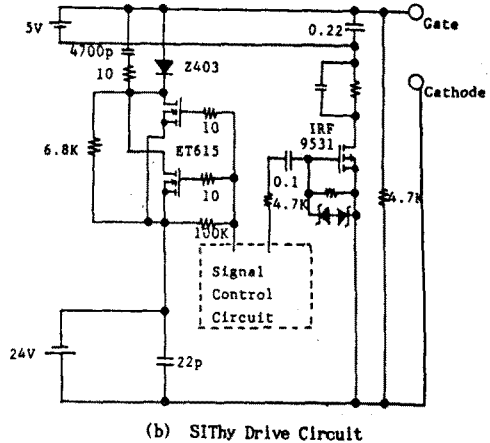 5V
0.22
Gate
4700p
10
Z403
Cathode
IRF
9531
10
6.8K
ET615
0.1
10
4.7K
4.7K
100K
Signal
Control
Circuit
24V
22p
(b) SIThy Drive Circuit